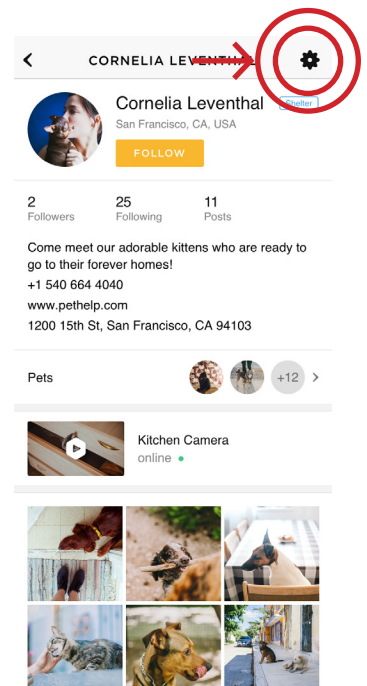 CORNELIA LEVENTHAL
Cornelia Leventhal
Shelter
San Francisco, CA, USA
FOLLOW
2
Followers
25
Following
11
Posts
Come meet our adorable kittens who are ready to
go to their forever homes!
+1 540 664 4040
www.pethelp.com
1200 15th St, San Francisco, CA 94103
Pets
+12
Kitchen Camera
online